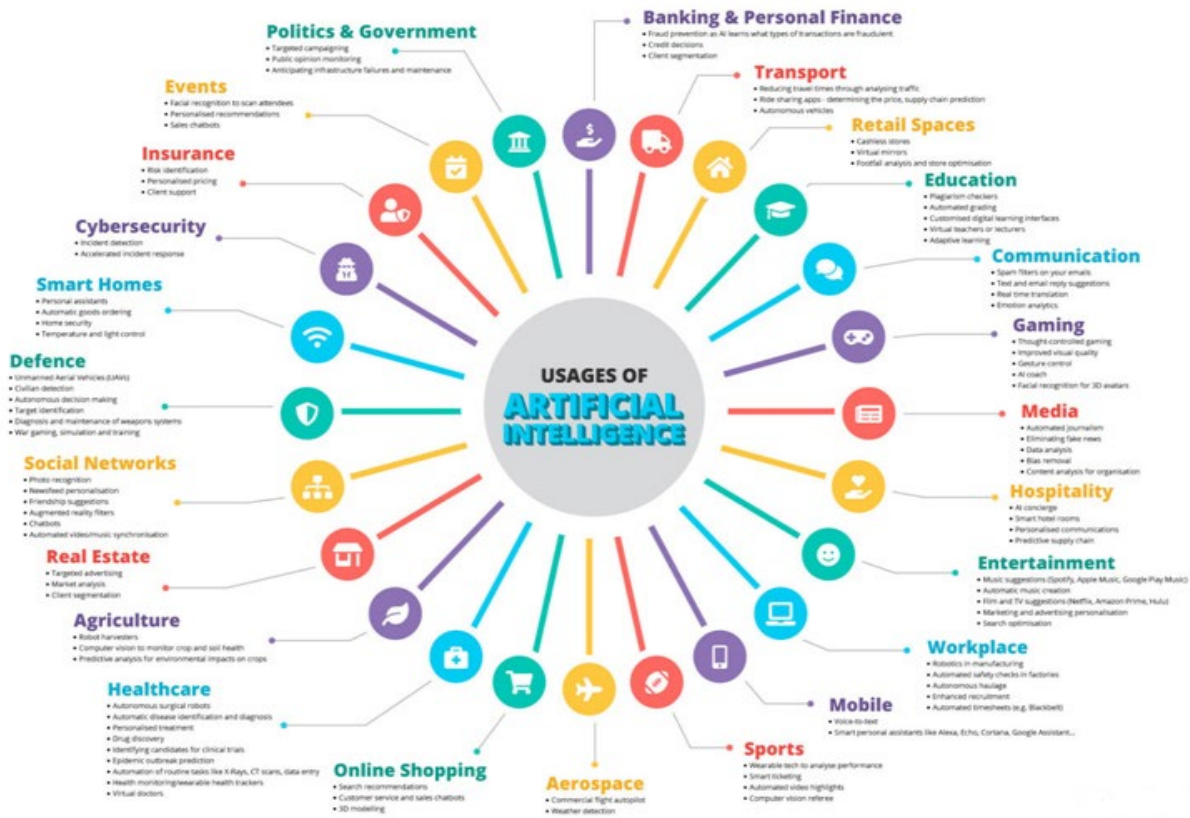 USAGES OF
ARTIFICIAL
INTELLIGENCE
Banking & Personal Finance
• Fraud prevention as AI learns what types of transactions are fraudulent
• Credit decisions
• Client segmentation
Transport
• Reducing travel times through analysing traffic
• Ride sharing apps - determining the price, supply chain prediction
• Autonomous vehicles
Retail Spaces
• Cashless stores
• Virtual mirrors
• Footfall analysis and store optimisation
Education
• Plagiarism checkers
• Automated grading
• Customised digital learning interfaces
• Virtual teachers or lecturers
• Adaptive learning
Communication
• Spam filters on your emails
• Text and email reply suggestions
• Real time translation
• Emotion analytics
Gaming
• Thought-controlled gaming
• Improved visual quality
• Gesture control
• AI coach
• Facial recognition for 3D avatars
Media
• Automated journalism
• Eliminating fake news
• Data analysis
• Bias removal
• Content analysis for organisation
Hospitality
• AI concierge
• Smart hotel rooms
• Personalised communications
• Predictive supply chain
Entertainment
• Music suggestions (Spotify, Apple Music, Google Play Music)
• Automatic music creation
• Film and TV suggestions (Netflix, Amazon Prime, Hulu)
• Marketing and advertising personalisation
• Search optimisation
Workplace
• Robotics in manufacturing
• Automated safety checks in factories
• Autonomous haulage
• Enhanced recruitment
• Automated timesheets (e.g. Blackbelt)
Mobile
• Voice-to-text
• Smart personal assistants like Alexa, Echo, Cortana, Google Assistant...
Sports
• Wearable tech to analyse performance
• Smart ticketing
• Automated video highlights
• Computer vision referee
Aerospace
• Commercial flight autopilot
• Weather detection
Online Shopping
• Search recommendations
• Customer service and sales chatbots
• 3D modelling
Healthcare
• Autonomous surgical robots
• Automatic disease identification and diagnosis
• Personalised treatment
• Drug discovery
• Identifying candidates for clinical trials
• Epidemic outbreak prediction
• Automation of routine tasks like X-Rays, CT scans, data entry
• Health monitoring/wearable health trackers
• Virtual doctors
Agriculture
• Robot harvesters
• Computer vision to monitor crop and soil health
• Predictive analysis for environmental impacts on crops
Real Estate
• Targeted advertising
• Market analysis
• Client segmentation
Social Networks
• Photo recognition
• Newsfeed personalisation
• Friendship suggestions
• Augmented reality filters
• Chatbots
• Automated video/music synchronisation
Defence
• Unmanned Aerial Vehicles (UAVs)
• Civilian detection
• Autonomous decision making
• Target identification
• Diagnosis and maintenance of weapons systems
• War gaming, simulation and training
Smart Homes
• Personal assistants
• Automatic goods ordering
• Home security
• Temperature and light control
Cybersecurity
• Incident detection
• Accelerated incident response
Insurance
• Risk identification
• Personalised pricing
• Client support
Events
• Facial recognition to scan attendees
• Personalised recommendations
• Sales chatbots
Politics & Government
• Targeted campaigning
• Public opinion monitoring
• Anticipating infrastructure failures and maintenance